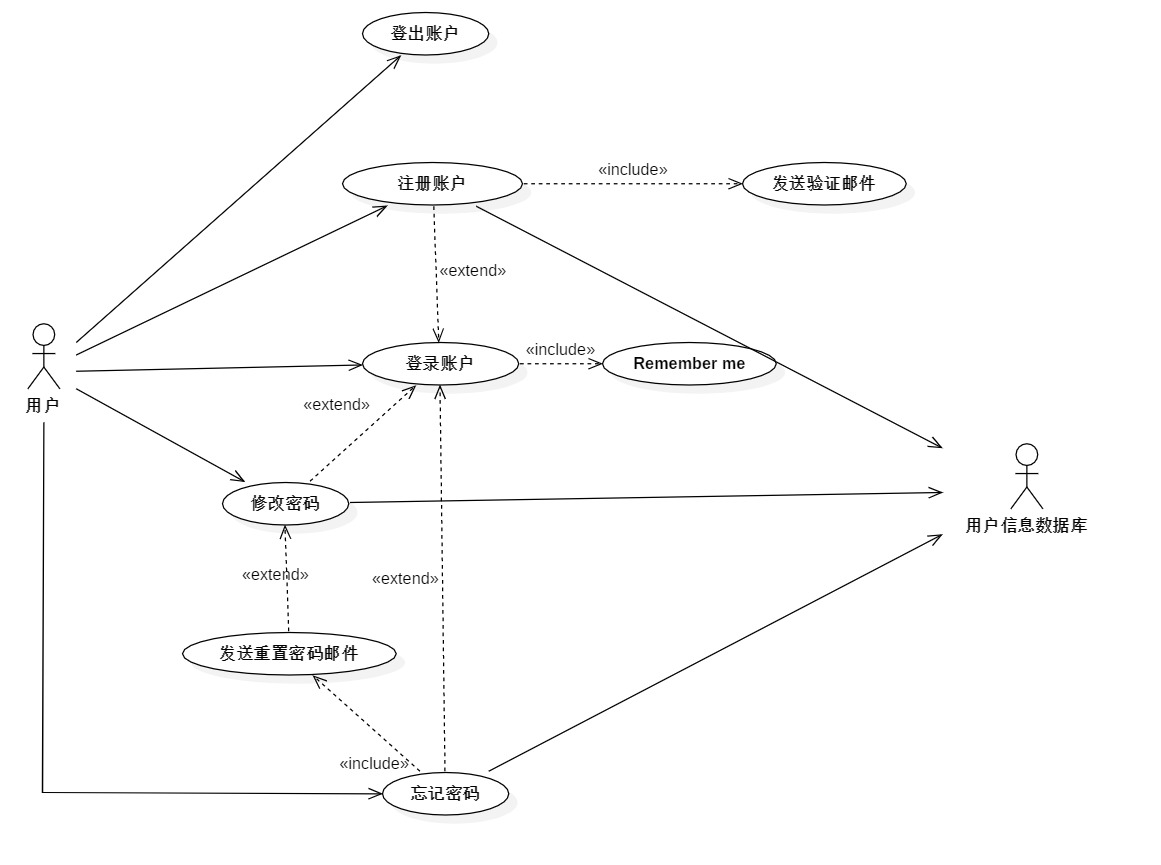 登出账户
«include»
注册账户
发送验证邮件
«extend»
«include»
登录账户
Remember me
用户
«extend»
修改密码
用户信息数据库
«extend»
«extend»
发送重置密码邮件
«include»
忘记密码